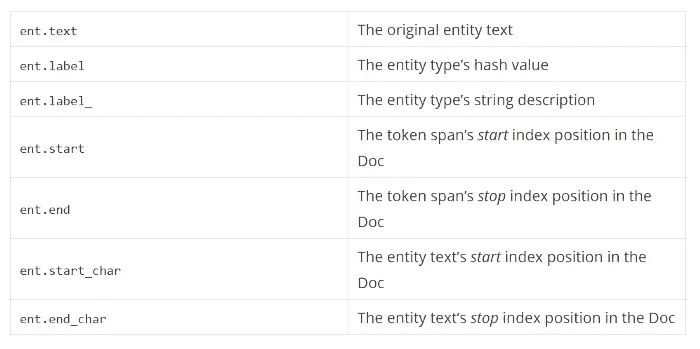 ent.text The original entity text
ent.label The entity type's hash value
ent.label_ The entity type's string description
ent.start The token span's start index position in the
Doc
ent.end The token span's stop index position in the
Doc
ent.start_char The entity text's start index position in the
Doc
ent.end_char The entity text's stop index position in the Doc